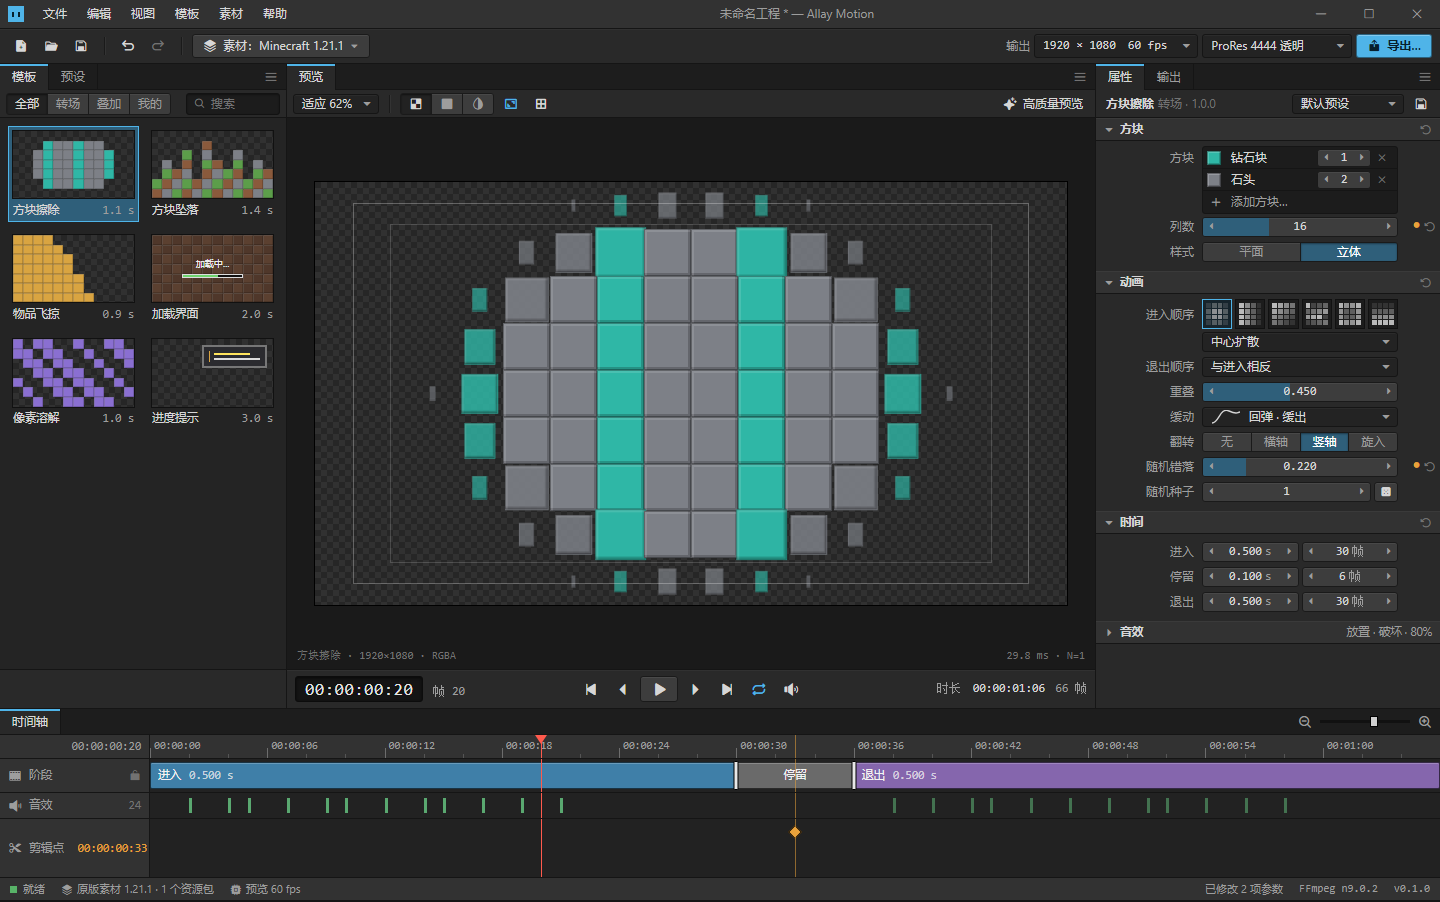 文件 编辑 视图 模板 素材 帮助 未命名工程 * — Allay Motion
素材：Minecraft 1.21.1 输出 1920 × 1080 60 fps ProRes 4444 透明 导出...
模板 预设 预览 属性 输出
全部 转场 叠加 我的 搜索 适应 62% 高质量预览 方块擦除 转场 · 1.0.0 默认预设
方块擦除 1.1 s 方块坠落 1.4 s
加载中...
物品飞掠 0.9 s 加载界面 2.0 s
像素溶解 1.0 s 进度提示 3.0 s
方块擦除 · 1920×1080 · RGBA 29.8 ms · N=1
方块
方块 钻石块 1
石头 2
添加方块...
列数 16
样式 平面 立体
动画
进入顺序
中心扩散
退出顺序 与进入相反
重叠 0.450
缓动 回弹 · 缓出
翻转 无 横轴 竖轴 旋入
随机错落 0.220
随机种子 1
时间
进入 0.500 s 30 帧
停留 0.100 s 6 帧
退出 0.500 s 30 帧
音效 放置 · 破坏 · 80%
00:00:00:20 帧 20 时长 00:00:01:06 66 帧
时间轴
00:00:00:20 00:00:00 00:00:06 00:00:12 00:00:18 00:00:24 00:00:30 00:00:36 00:00:42 00:00:48 00:00:54 00:01:00
阶段 进入 0.500 s 停留 退出 0.500 s
音效 24
剪辑点 00:00:00:33
就绪 原版素材 1.21.1 · 1 个资源包 预览 60 fps 已修改 2 项参数 FFmpeg n9.0.2 v0.1.0